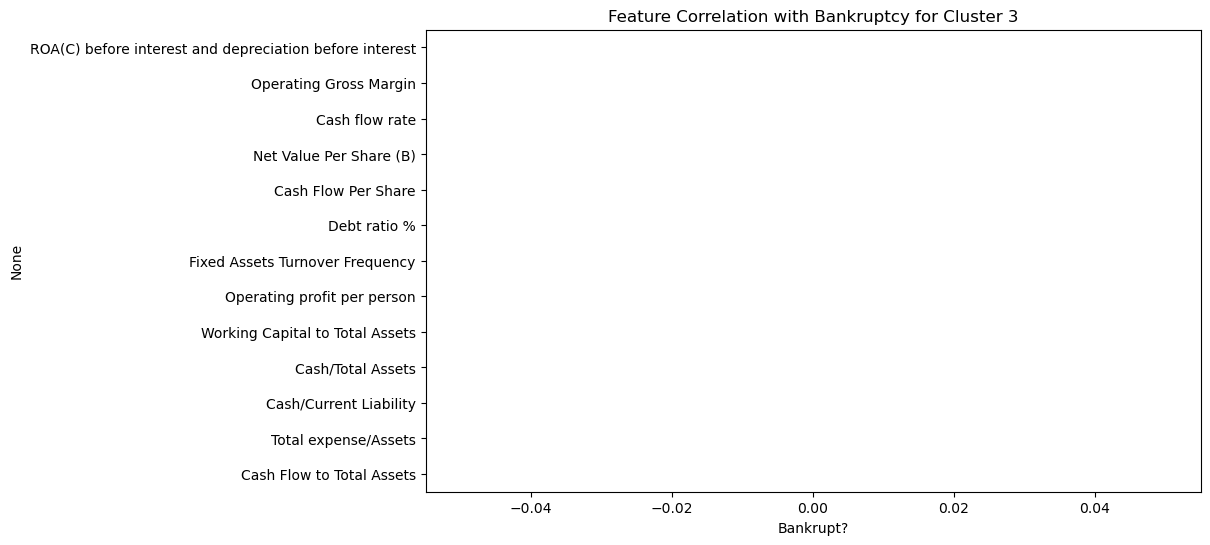 Feature Correlation with Bankruptcy for Cluster 3
ROA(C) before interest and depreciation before interest
Operating Gross Margin
Cash flow rate
Net Value Per Share (B)
Cash Flow Per Share
Debt ratio %
Fixed Assets Turnover Frequency
Operating profit per person
Working Capital to Total Assets
Cash/Total Assets
Cash/Current Liability
Total expense/Assets
Cash Flow to Total Assets
None
−0.04 −0.02 0.00 0.02 0.04
Bankrupt?